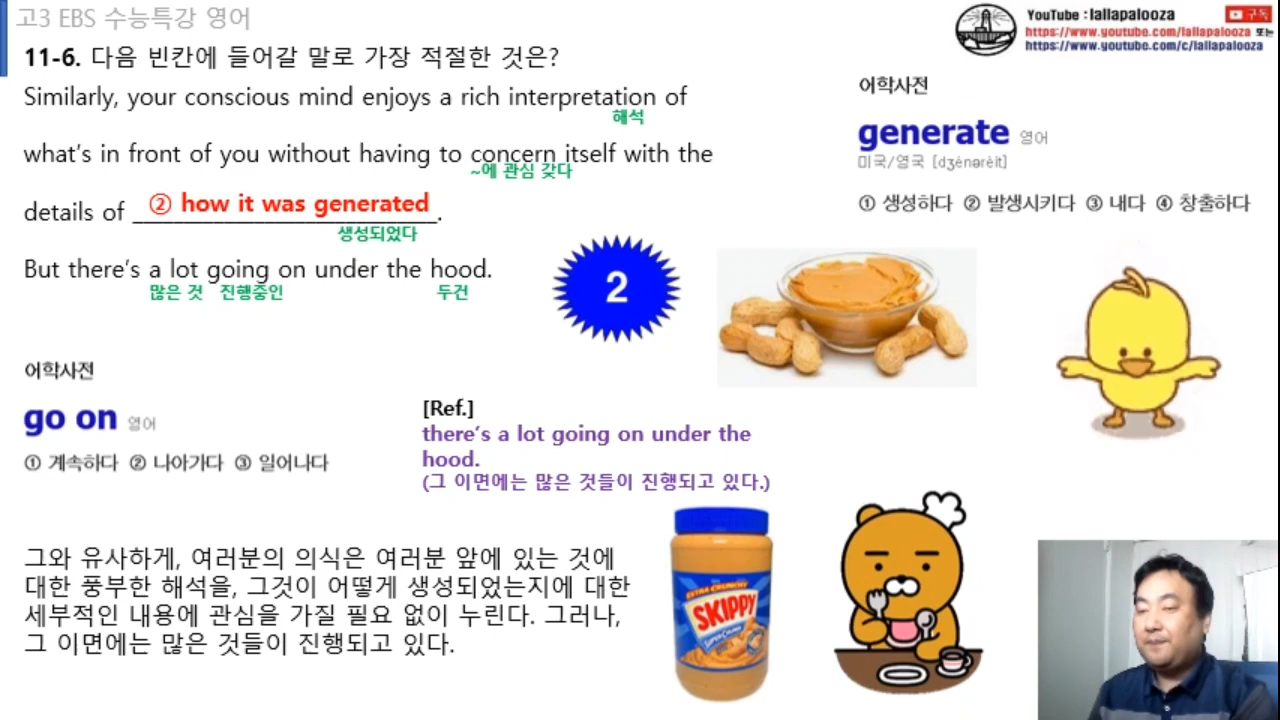 고3 EBS 수능특강 영어
YouTube : lallapalooza
구독
https://www.youtube.com/lallapalooza 또는
https://www.youtube.com/c/lallapalooza
11-6. 다음 빈칸에 들어갈 말로 가장 적절한 것은?
Similarly, your conscious mind enjoys a rich interpretation of
해석
what's in front of you without having to concern itself with the
~에 관심 갖다
details of ② how it was generated.
생성되었다
But there's a lot going on under the hood.
많은 것 진행중인 두건
2
어학사전
generate 영어
미국/영국 [dʒénərèit]
① 생성하다 ② 발생시키다 ③ 내다 ④ 창출하다
어학사전
go on 영어
① 계속하다 ② 나아가다 ③ 일어나다
[Ref.]
there's a lot going on under the
hood.
(그 이면에는 많은 것들이 진행되고 있다.)
그와 유사하게, 여러분의 의식은 여러분 앞에 있는 것에
대한 풍부한 해석을, 그것이 어떻게 생성되었는지에 대한
세부적인 내용에 관심을 가질 필요 없이 누린다. 그러나,
그 이면에는 많은 것들이 진행되고 있다.
EXTRA CRUNCHY
SKIPPY
SUPER CHUNK